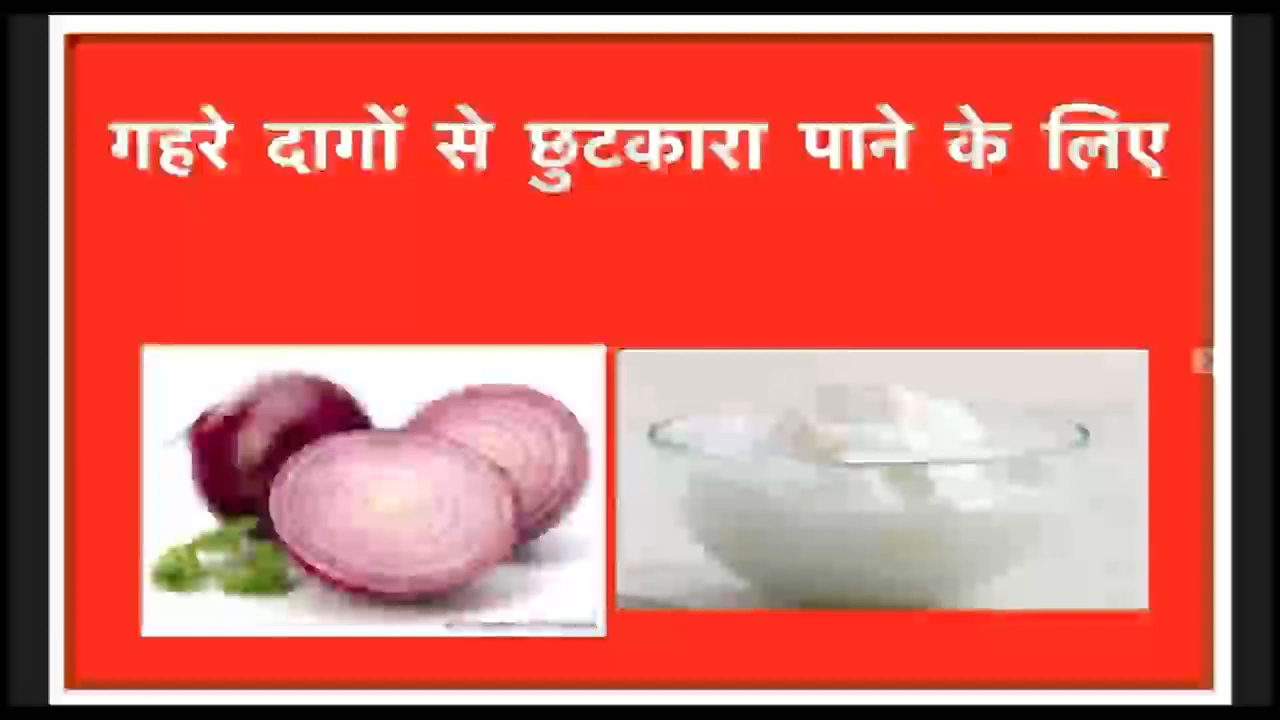 गहरे दागों से छुटकारा पाने के लिए